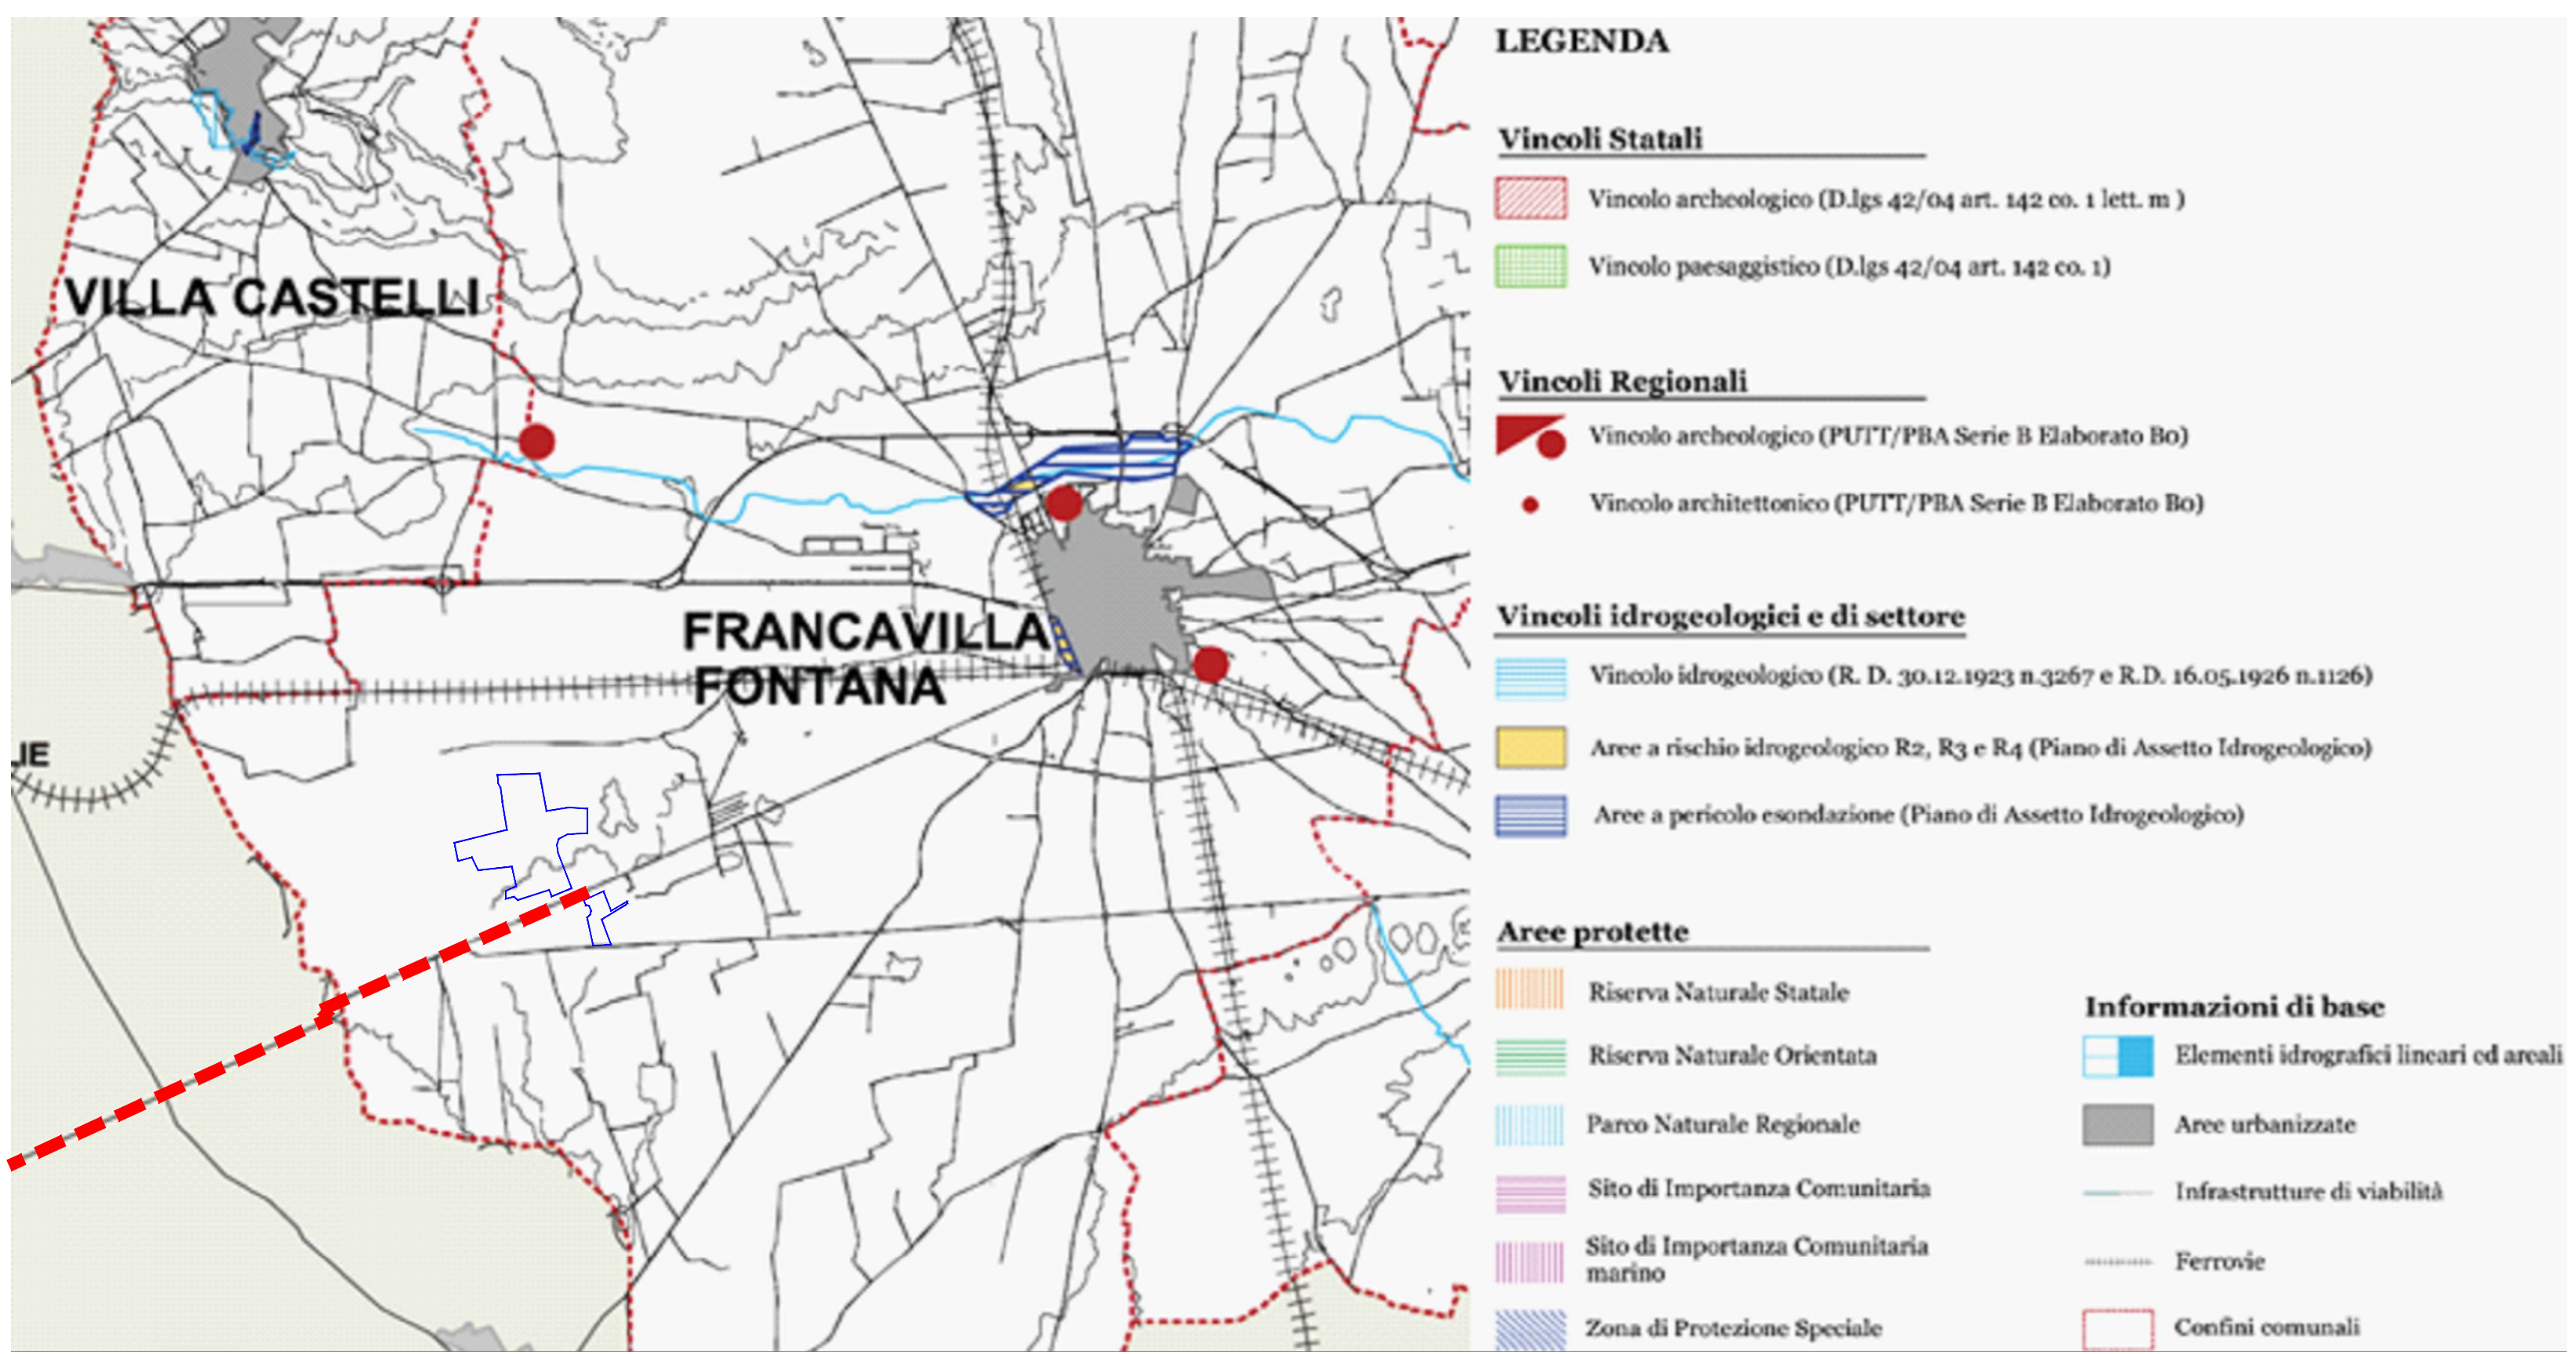 VILLA CASTELLI
FRANCAVILLA
FONTANA
LIE
LEGENDA
Vincoli Statali
Vincolo archeologico (D.lgs 42/04 art. 142 co. 1 lett. m )
Vincolo paesaggistico (D.lgs 42/04 art. 142 co. 1)
Vincoli Regionali
Vincolo archeologico (PUTT/PBA Serie B Elaborato B0)
Vincolo architettonico (PUTT/PBA Serie B Elaborato B0)
Vincoli idrogeologici e di settore
Vincolo idrogeologico (R. D. 30.12.1923 n.3267 e R.D. 16.05.1926 n.1126)
Aree a rischio idrogeologico R2, R3 e R4 (Piano di Assetto Idrogeologico)
Aree a pericolo esondazione (Piano di Assetto Idrogeologico)
Aree protette
Riserva Naturale Statale
Riserva Naturale Orientata
Parco Naturale Regionale
Sito di Importanza Comunitaria
Sito di Importanza Comunitaria
marino
Zona di Protezione Speciale
Informazioni di base
Elementi idrografici lineari ed areali
Aree urbanizzate
Infrastrutture di viabilità
Ferrovie
Confini comunali